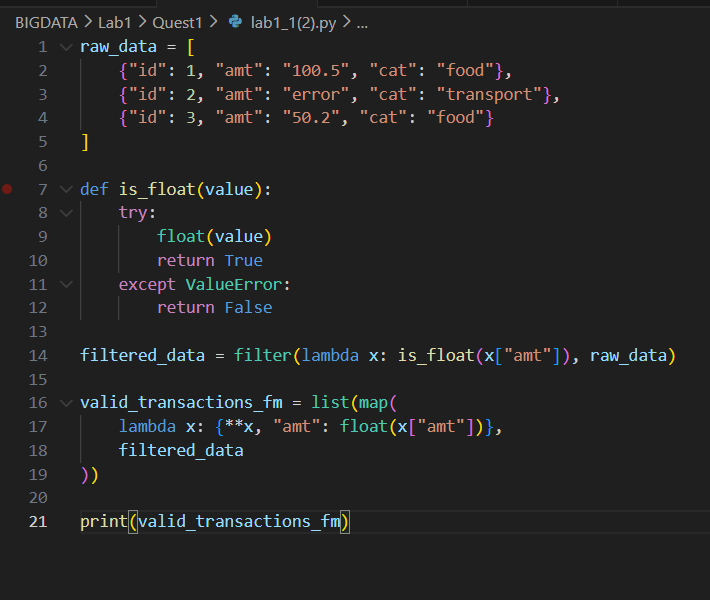 BIGDATA > Lab1 > Quest1 > lab1_1(2).py > ...
1 raw_data = [
2     {"id": 1, "amt": "100.5", "cat": "food"},
3     {"id": 2, "amt": "error", "cat": "transport"},
4     {"id": 3, "amt": "50.2", "cat": "food"}
5 ]
6
7 def is_float(value):
8     try:
9         float(value)
10         return True
11     except ValueError:
12         return False
13
14 filtered_data = filter(lambda x: is_float(x["amt"]), raw_data)
15
16 valid_transactions_fm = list(map(
17     lambda x: {**x, "amt": float(x["amt"])},
18     filtered_data
19 ))
20
21 print(valid_transactions_fm)